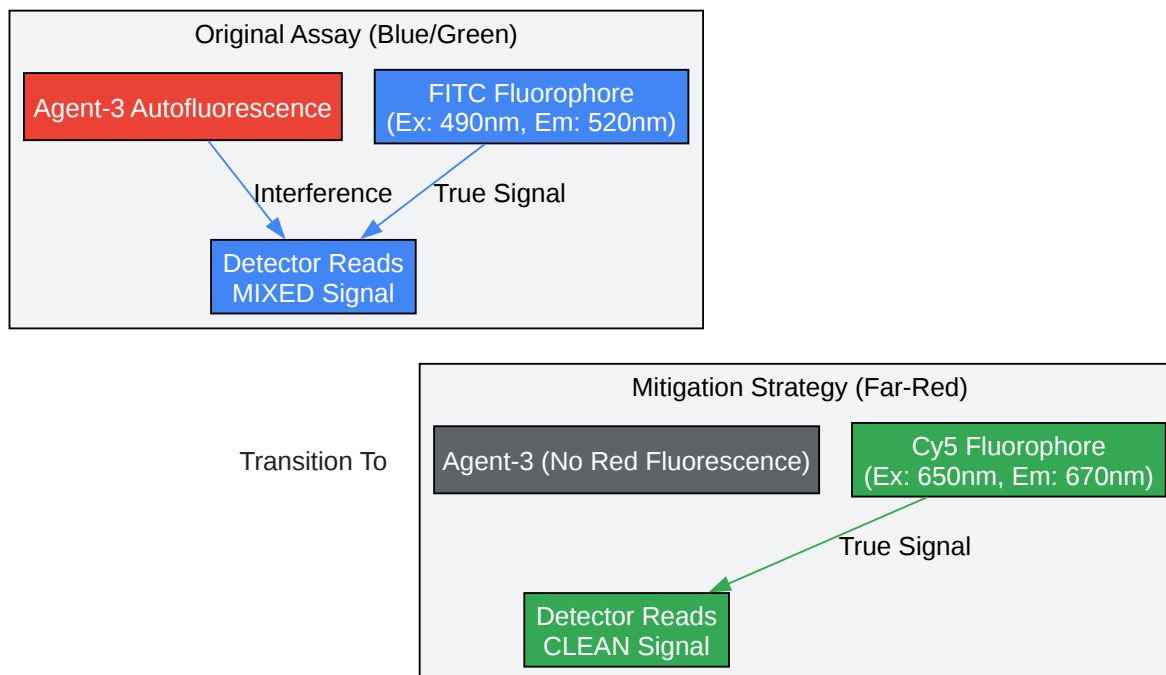 Original Assay (Blue/Green)
Agent-3 Autofluorescence
FITC Fluorophore
(Ex: 490nm, Em: 520nm)
Interference
True Signal
Detector Reads
MIXED Signal
Mitigation Strategy (Far-Red)
Transition To
Agent-3 (No Red Fluorescence)
Cy5 Fluorophore
(Ex: 650nm, Em: 670nm)
True Signal
Detector Reads
CLEAN Signal